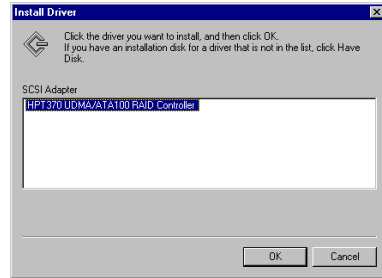 Install Driver
Click the driver you want to install, and then click OK.
If you have an installation disk for a driver that is not in the list, click Have
Disk.
SCSI Adapter
HPT370 UDMA/ATA100 RAID Controller
OK
Cancel